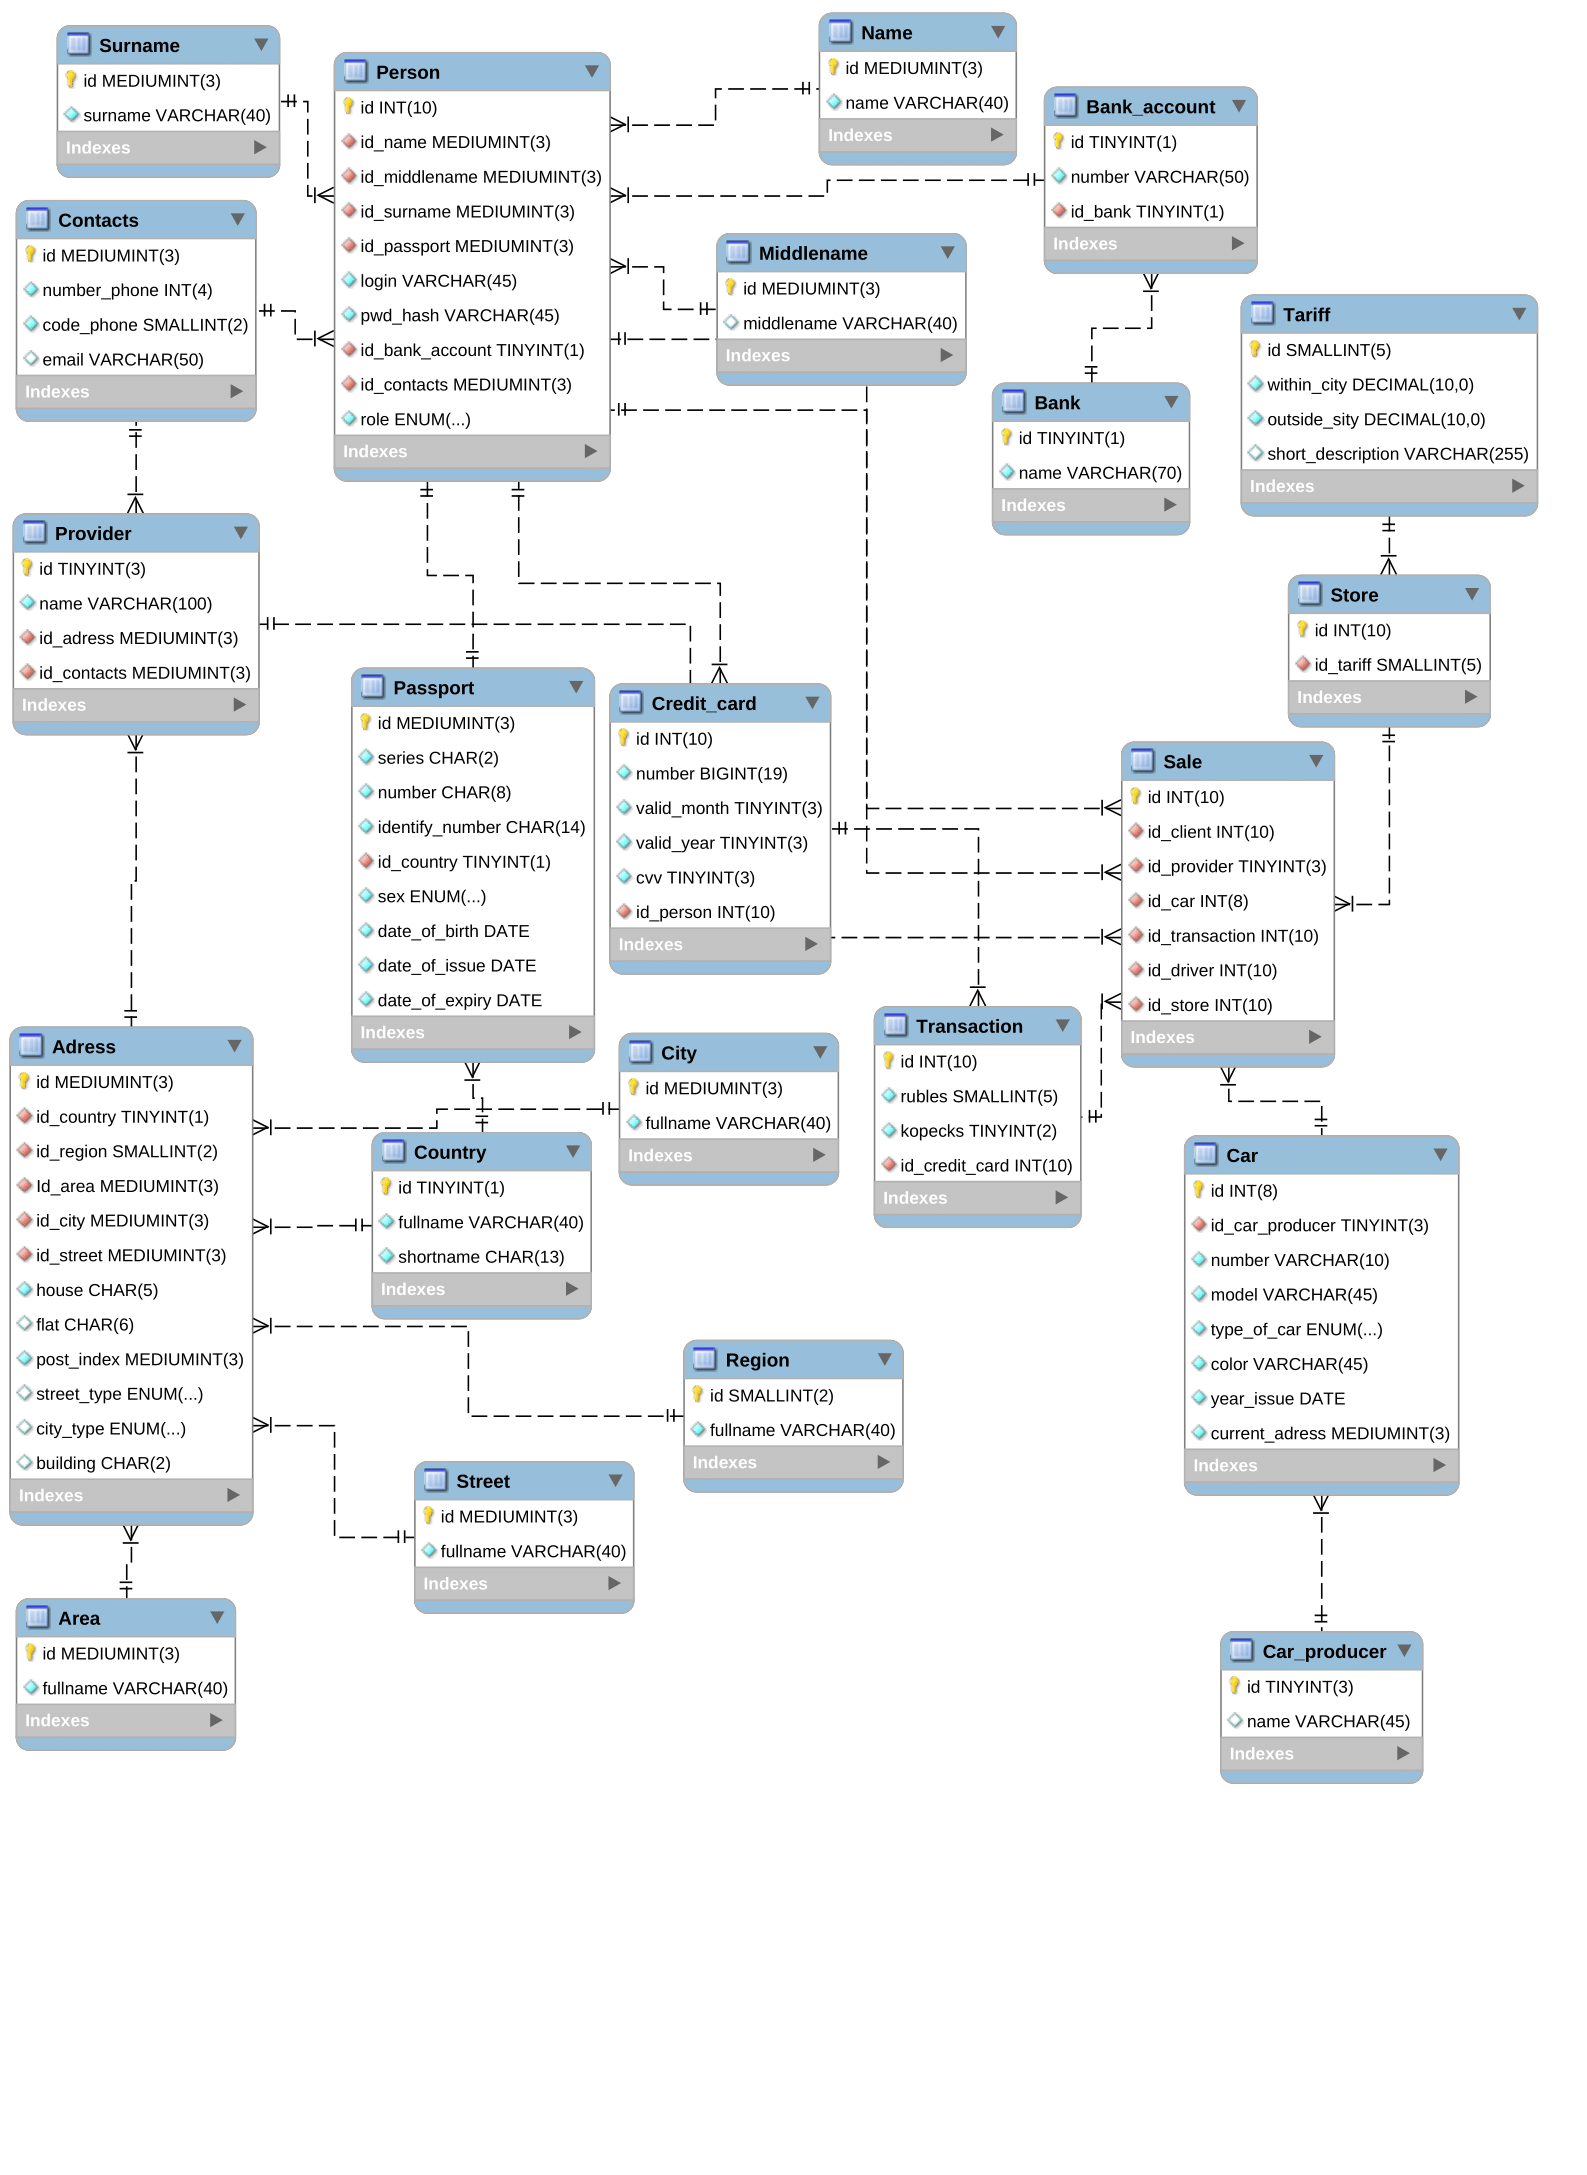 Surname
id MEDIUMINT(3)
surname VARCHAR(40)
Indexes
Person
id INT(10)
id_name MEDIUMINT(3)
id_middlename MEDIUMINT(3)
id_surname MEDIUMINT(3)
id_passport MEDIUMINT(3)
login VARCHAR(45)
pwd_hash VARCHAR(45)
id_bank_account TINYINT(1)
id_contacts MEDIUMINT(3)
role ENUM(...)
Indexes
Name
id MEDIUMINT(3)
name VARCHAR(40)
Indexes
Bank_account
id TINYINT(1)
number VARCHAR(50)
id_bank TINYINT(1)
Indexes
Contacts
id MEDIUMINT(3)
number_phone INT(4)
code_phone SMALLINT(2)
email VARCHAR(50)
Indexes
Middlename
id MEDIUMINT(3)
middlename VARCHAR(40)
Indexes
Tariff
id SMALLINT(5)
within_city DECIMAL(10,0)
outside_sity DECIMAL(10,0)
short_description VARCHAR(255)
Indexes
Bank
id TINYINT(1)
name VARCHAR(70)
Indexes
Provider
id TINYINT(3)
name VARCHAR(100)
id_adress MEDIUMINT(3)
id_contacts MEDIUMINT(3)
Indexes
Store
id INT(10)
id_tariff SMALLINT(5)
Indexes
Passport
id MEDIUMINT(3)
series CHAR(2)
number CHAR(8)
identify_number CHAR(14)
id_country TINYINT(1)
sex ENUM(...)
date_of_birth DATE
date_of_issue DATE
date_of_expiry DATE
Indexes
Credit_card
id INT(10)
number BIGINT(19)
valid_month TINYINT(3)
valid_year TINYINT(3)
cvv TINYINT(3)
id_person INT(10)
Indexes
Sale
id INT(10)
id_client INT(10)
id_provider TINYINT(3)
id_car INT(8)
id_transaction INT(10)
id_driver INT(10)
id_store INT(10)
Indexes
Adress
id MEDIUMINT(3)
id_country TINYINT(1)
id_region SMALLINT(2)
Id_area MEDIUMINT(3)
id_city MEDIUMINT(3)
id_street MEDIUMINT(3)
house CHAR(5)
flat CHAR(6)
post_index MEDIUMINT(3)
street_type ENUM(...)
city_type ENUM(...)
building CHAR(2)
Indexes
City
id MEDIUMINT(3)
fullname VARCHAR(40)
Indexes
Transaction
id INT(10)
rubles SMALLINT(5)
kopecks TINYINT(2)
id_credit_card INT(10)
Indexes
Country
id TINYINT(1)
fullname VARCHAR(40)
shortname CHAR(13)
Indexes
Car
id INT(8)
id_car_producer TINYINT(3)
number VARCHAR(10)
model VARCHAR(45)
type_of_car ENUM(...)
color VARCHAR(45)
year_issue DATE
current_adress MEDIUMINT(3)
Indexes
Region
id SMALLINT(2)
fullname VARCHAR(40)
Indexes
Street
id MEDIUMINT(3)
fullname VARCHAR(40)
Indexes
Area
id MEDIUMINT(3)
fullname VARCHAR(40)
Indexes
Car_producer
id TINYINT(3)
name VARCHAR(45)
Indexes